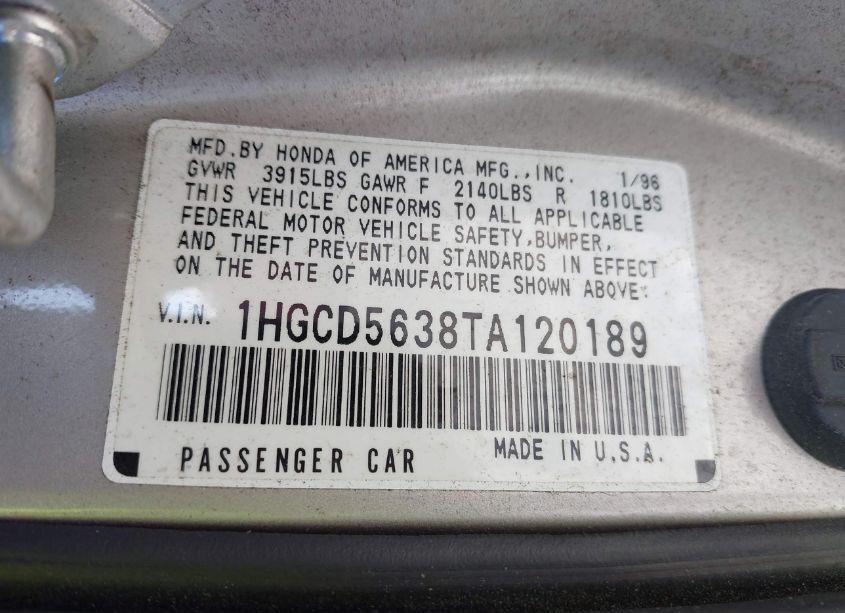 MFD.BY HONDA OF AMERICA MFG.,INC. 1/96
GVWR 3915LBS GAWR F 2140LBS R 1810LBS
THIS VEHICLE CONFORMS TO ALL APPLICABLE
FEDERAL MOTOR VEHICLE SAFETY,BUMPER,
AND THEFT PREVENTION STANDARDS IN EFFECT
ON THE DATE OF MANUFACTURE SHOWN ABOVE.
V.I.N. 1HGCD5638TA120189
PASSENGER CAR MADE IN U.S.A.